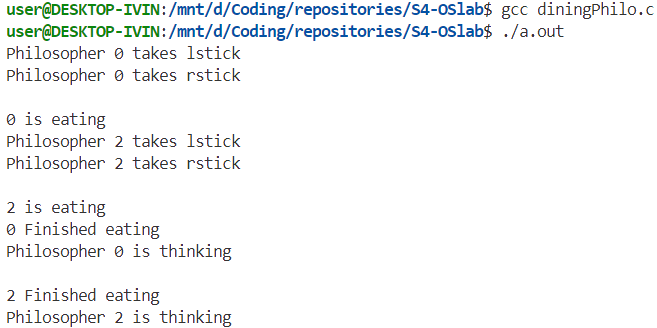 user@DESKTOP-IVIN:/mnt/d/Coding/repositories/S4-OSlab$ gcc diningPhilo.c
user@DESKTOP-IVIN:/mnt/d/Coding/repositories/S4-OSlab$ ./a.out
Philosopher 0 takes lstick
Philosopher 0 takes rstick
0 is eating
Philosopher 2 takes lstick
Philosopher 2 takes rstick
2 is eating
0 Finished eating
Philosopher 0 is thinking
2 Finished eating
Philosopher 2 is thinking